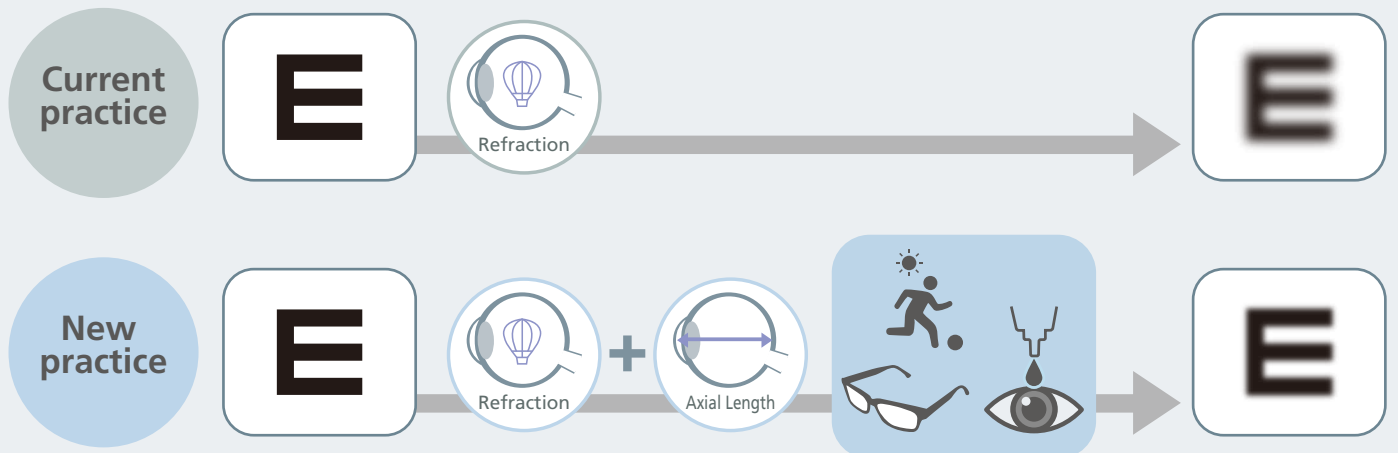 Current
practice
E
Refraction
E
New
practice
E
Refraction
Axial Length
E